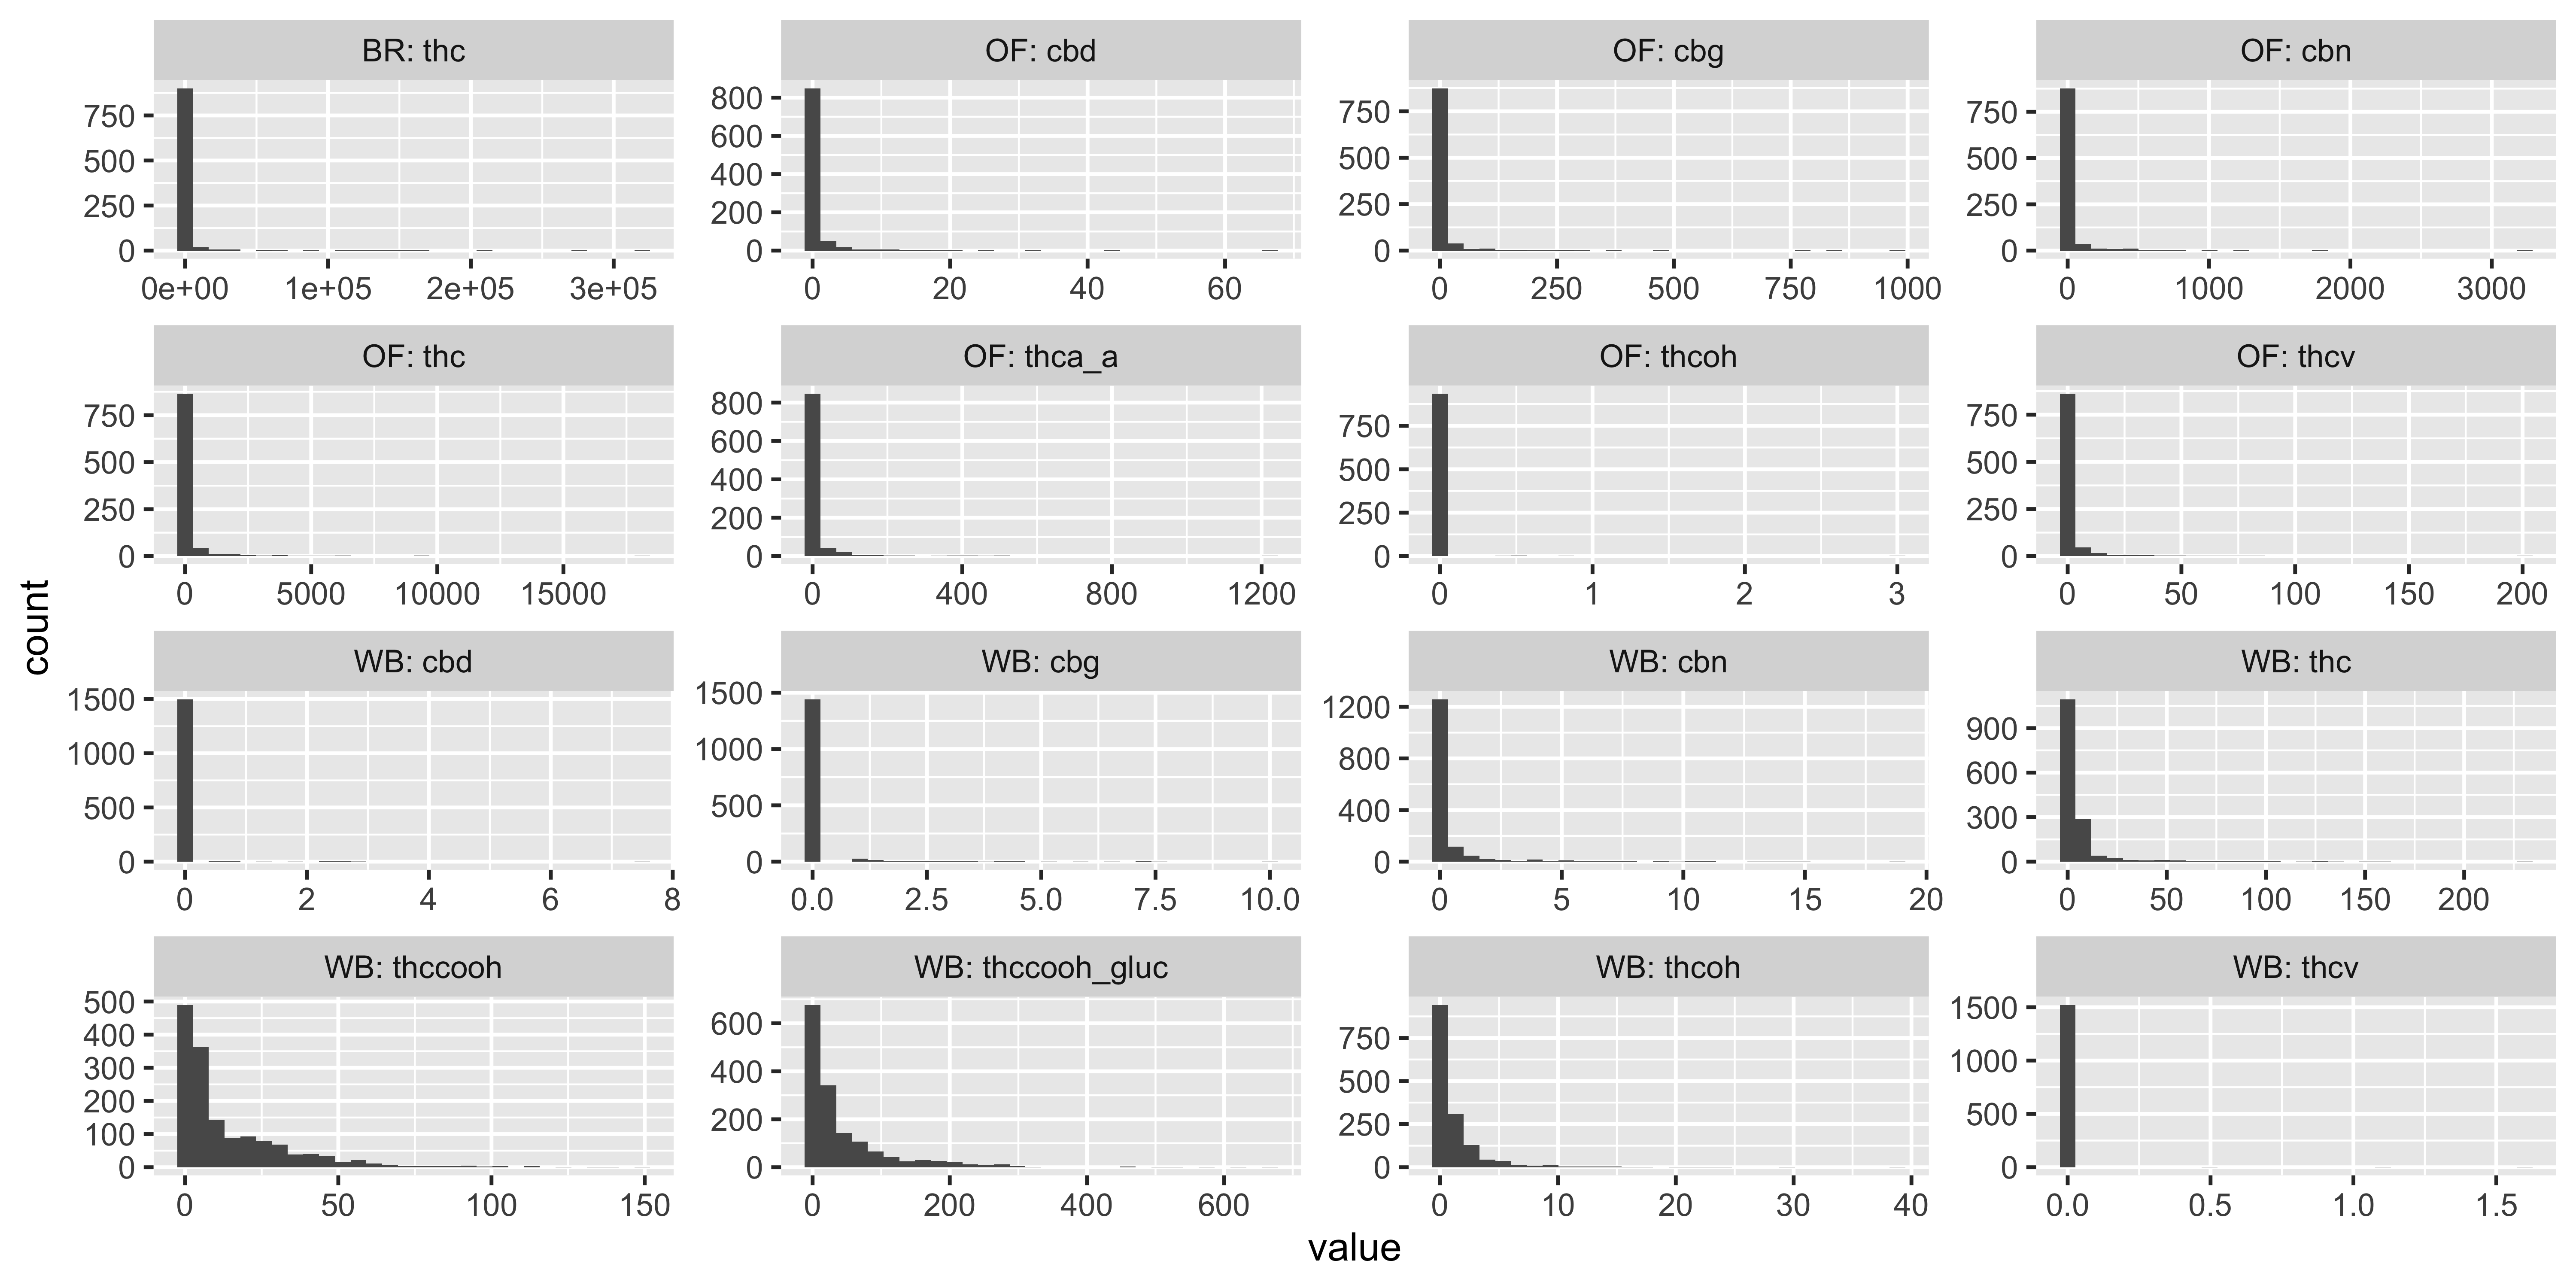 BR: thc
OF: cbd
OF: cbg
OF: cbn
750
500
250
0
0e+00 1e+05 2e+05 3e+05
800
600
400
200
0
0 20 40 60
750
500
250
0
0 250 500 750 1000
750
500
250
0
0 1000 2000 3000
OF: thc
OF: thca_a
OF: thcoh
OF: thcv
750
500
250
0
0 5000 10000 15000
800
600
400
200
0
0 400 800 1200
750
500
250
0
0 1 2 3
750
500
250
0
0 50 100 150 200
count
WB: cbd
WB: cbg
WB: cbn
WB: thc
1500
1000
500
0
0 2 4 6 8
1500
1000
500
0
0.0 2.5 5.0 7.5 10.0
1200
800
400
0
0 5 10 15 20
900
600
300
0
0 50 100 150 200
WB: thccooh
WB: thccooh_gluc
WB: thcoh
WB: thcv
500
400
300
200
100
0
0 50 100 150
600
400
200
0
0 200 400 600
750
500
250
0
0 10 20 30 40
1500
1000
500
0
0.0 0.5 1.0 1.5
value